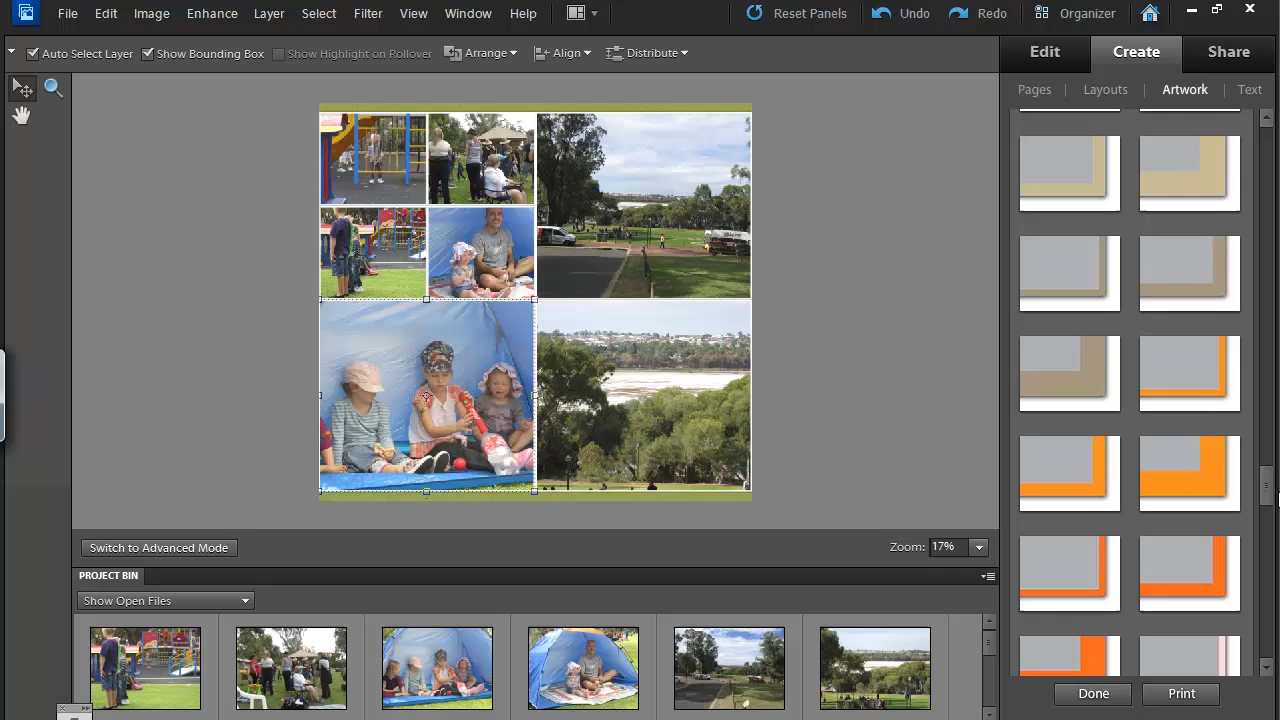 File Edit Image Enhance Layer Select Filter View Window Help Reset Panels Undo Redo Organizer
Auto Select Layer Show Bounding Box Show Highlight on Rollover Arrange Align Distribute
Edit Create Share
Pages Layouts Artwork Text
Switch to Advanced Mode
Zoom: 17%
PROJECT BIN
Show Open Files
Done Print